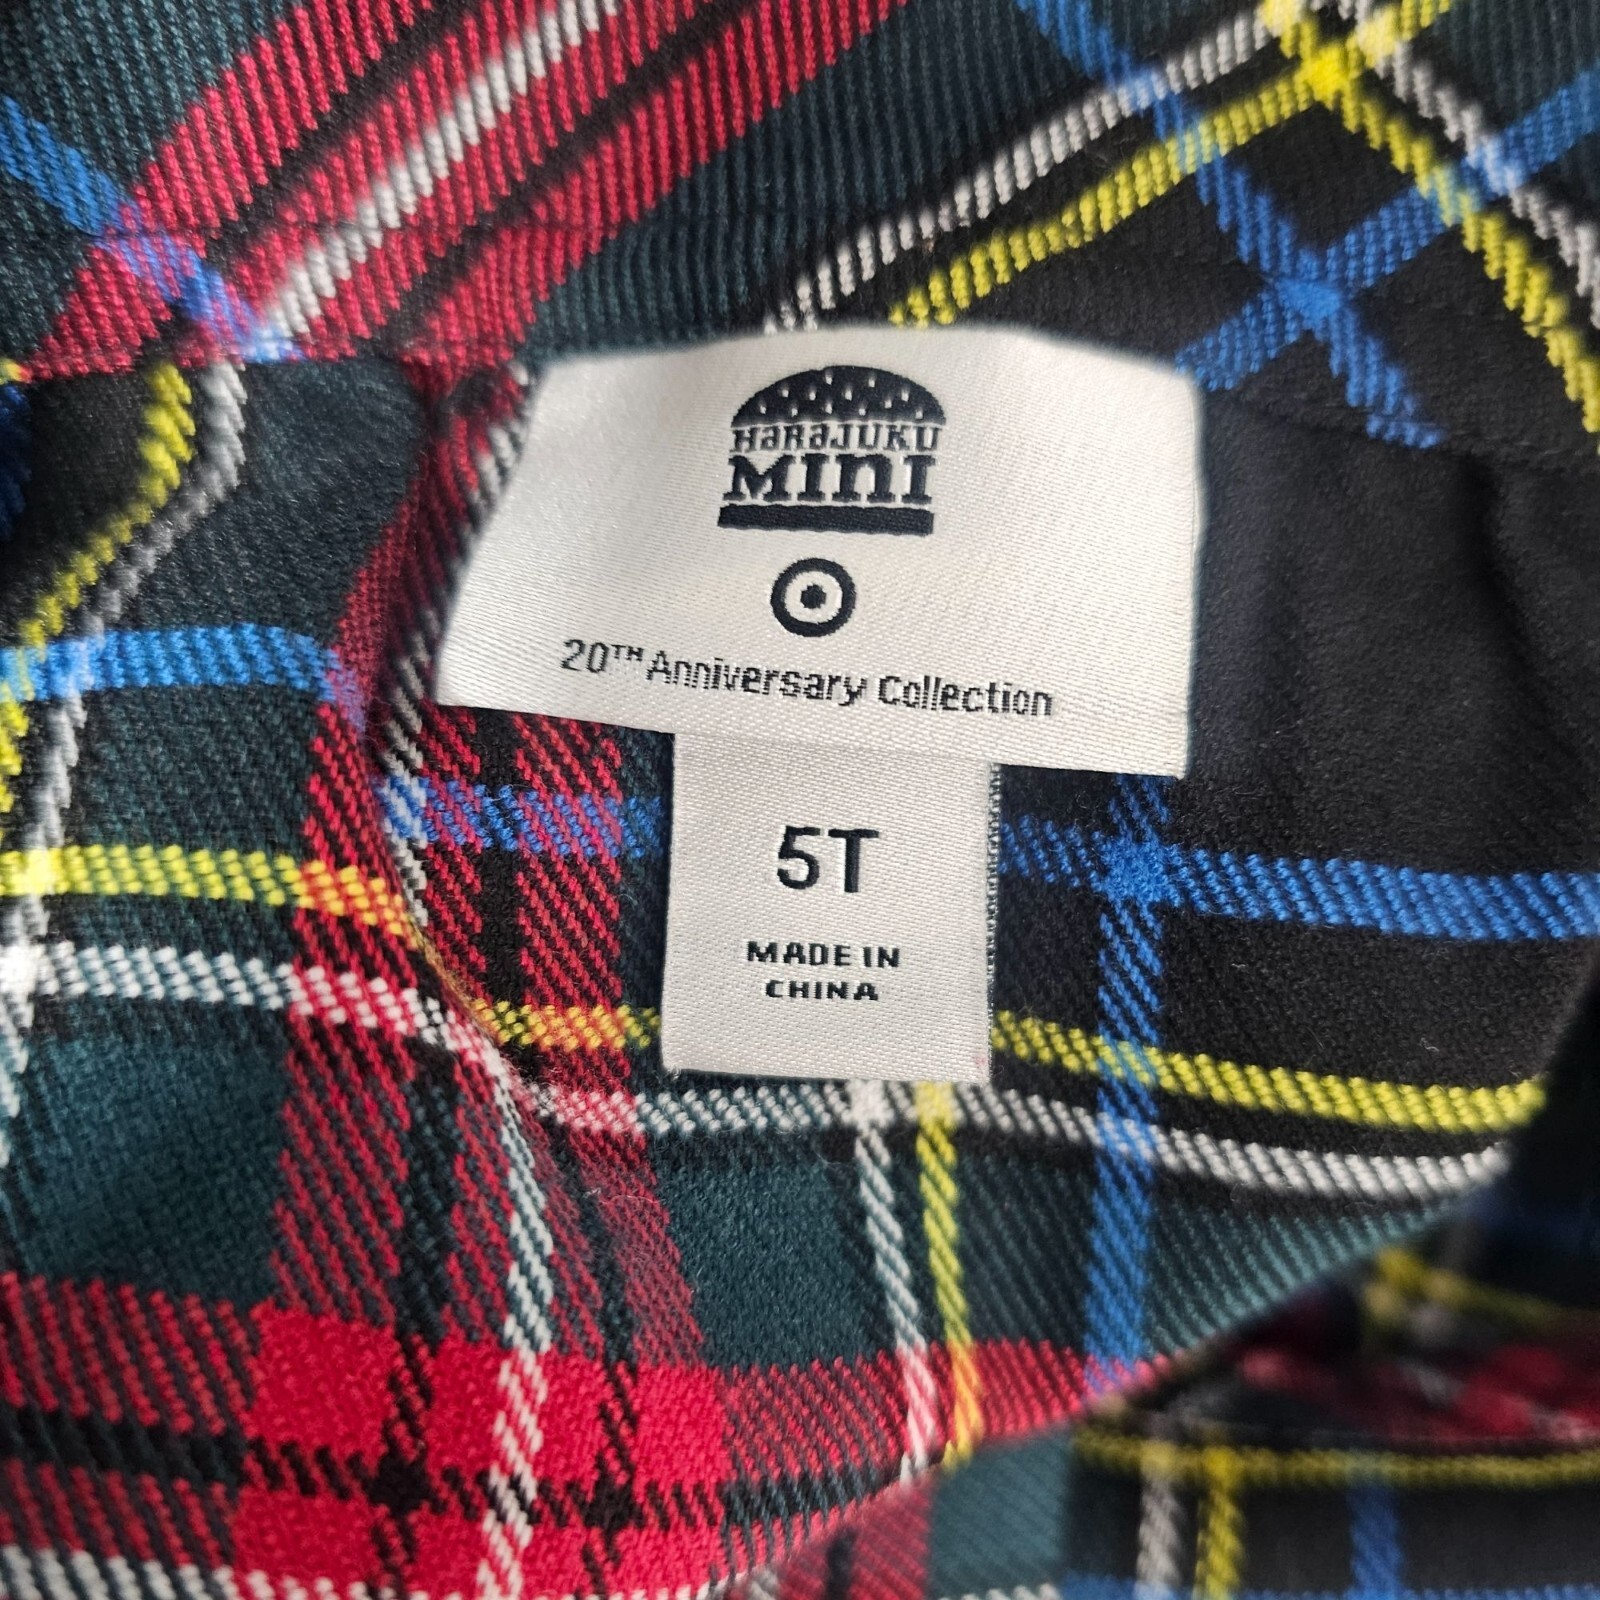 HaRaJUKU
MINI
20TH Anniversary Collection
5T
MADE IN
CHINA